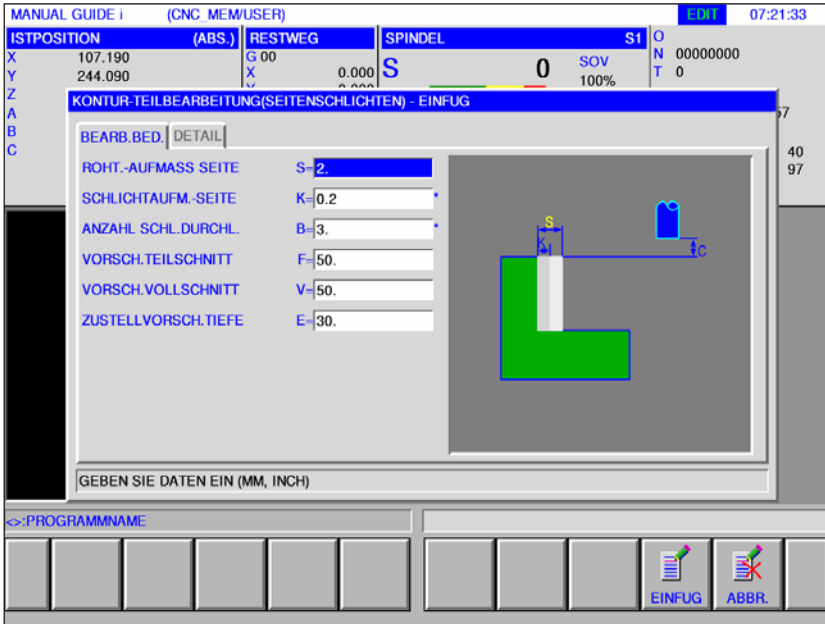 MANUAL GUIDE i (CNC_MEM/USER) EDIT 07:21:33
ISTPOSITION (ABS.) RESTWEG SPINDEL S1 O
X 107.190 G 00 N 00000000
Y 244.090 X 0.000 S 0 SOV T 0
100%
Z
A
B
C
40
97
KONTUR-TEILBEARBEITUNG(SEITENSCHLICHTEN) - EINFUG
BEARB.BED. DETAIL
ROHT.-AUFMASS SEITE S=2.
SCHLICHTAUFM.-SEITE K=0.2 *
ANZAHL SCHL.DURCHL. B=3. *
VORSCH.TEILSCHNITT F=50.
VORSCH.VOLLSCHNITT V=50.
ZUSTELLVORSCH.TIEFE E=30.
S
K
C
GEBEN SIE DATEN EIN (MM, INCH)
<>:PROGRAMMNAME
EINFUG ABBR.